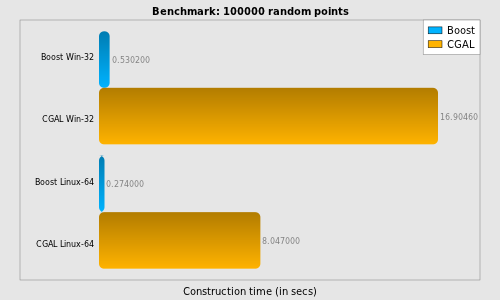 Benchmark: 100000 random points
Boost
CGAL
Boost Win-32
0.530200
CGAL Win-32
16.90460
Boost Linux-64
0.274000
CGAL Linux-64
8.047000
Construction time (in secs)